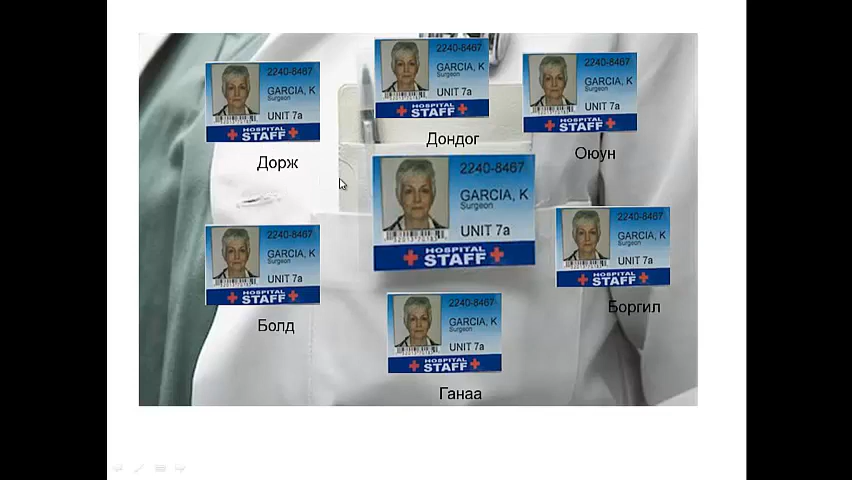 2240-8467
GARCIA, K
Surgeon
UNIT 7a
HOSPITAL
STAFF
Дорж
2240-8467
GARCIA, K
Surgeon
UNIT 7a
HOSPITAL
STAFF
Дондог
2240-8467
GARCIA, K
Surgeon
UNIT 7a
HOSPITAL
STAFF
Оюун
2240-8467
GARCIA, K
Surgeon
UNIT 7a
HOSPITAL
STAFF
2240-8467
GARCIA, K
Surgeon
UNIT 7a
HOSPITAL
STAFF
Болд
2240-8467
GARCIA, K
Surgeon
UNIT 7a
HOSPITAL
STAFF
Боргил
2240-8467
GARCIA, K
Surgeon
UNIT 7a
HOSPITAL
STAFF
Ганаа